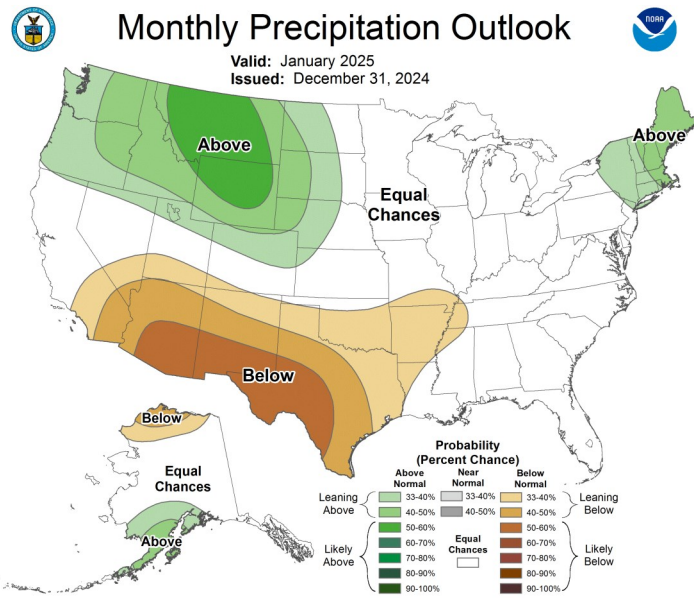 Monthly Precipitation Outlook
NOAA
Valid: January 2025
Issued: December 31, 2024
Above
Above
Equal
Chances
Below
Below
Equal
Chances
Above
Probability
(Percent Chance)
Above Normal
Near Normal
Below Normal
Leaning Above
33-40% 33-40% 33-40%
40-50% 40-50% 40-50%
Leaning Below
Likely Above
50-60% 50-60%
60-70% 60-70%
70-80% 70-80%
80-90% 80-90%
90-100% 90-100%
Equal Chances
Likely Below